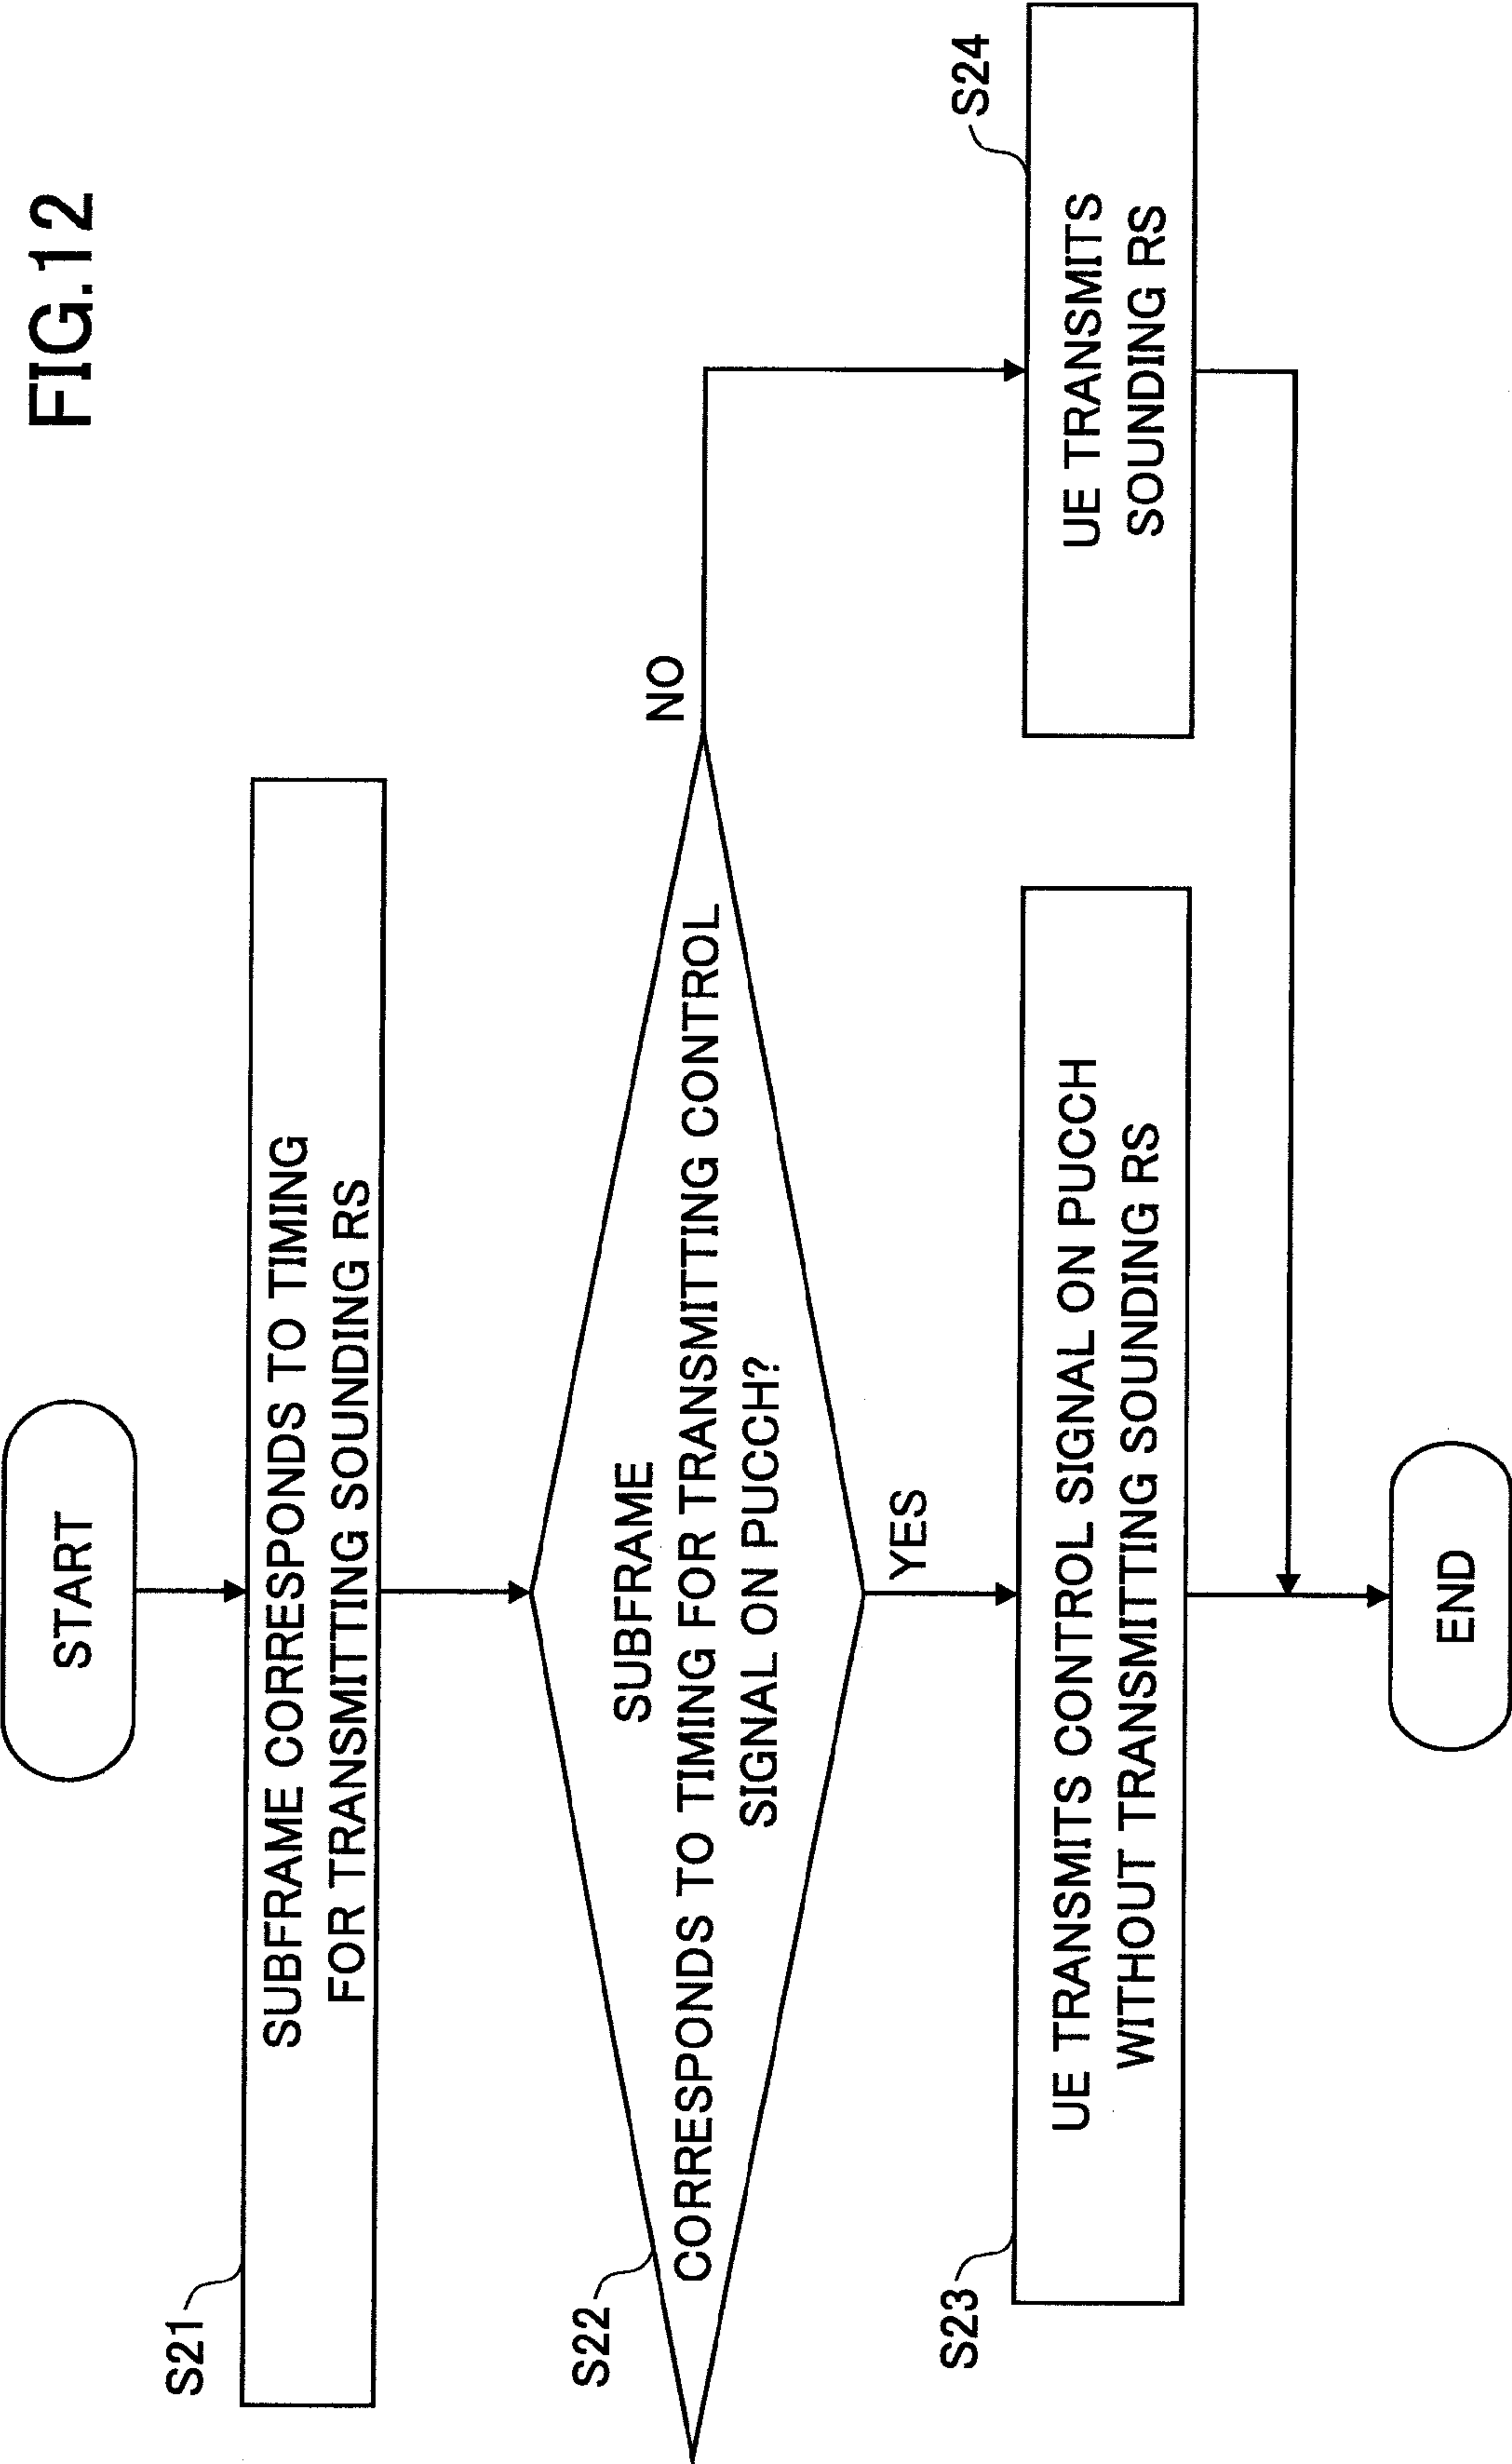 FIG.12
START
S21
SUBFRAME CORRESPONDS TO TIMING
FOR TRANSMITTING SOUNDING RS
S22
SUBFRAME
CORRESPONDS TO TIMING FOR TRANSMITTING CONTROL
SIGNAL ON PUCCH?
NO
YES
S23
UE TRANSMITS CONTROL SIGNAL ON PUCCH
WITHOUT TRANSMITTING SOUNDING RS
S24
UE TRANSMITS
SOUNDING RS
END